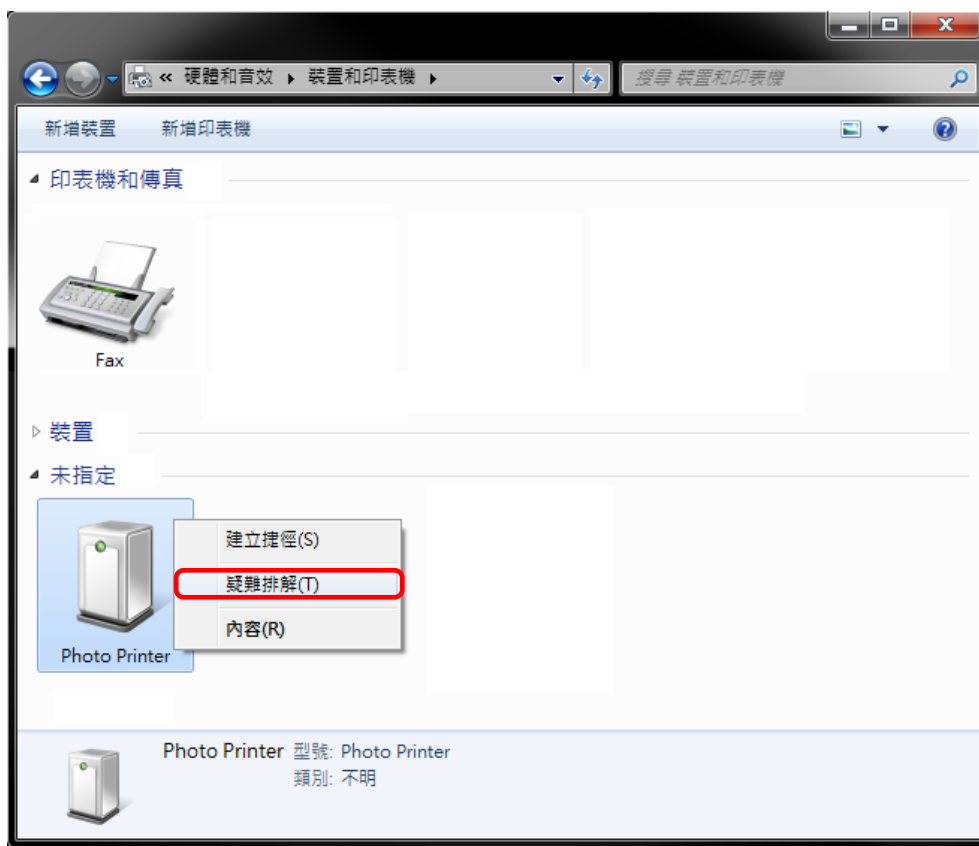 « 硬體和音效 ▸ 裝置和印表機 ▸
搜尋 裝置和印表機
新增裝置 新增印表機
印表機和傳真
Fax
裝置
未指定
建立捷徑(S)
疑難排解(T)
內容(R)
Photo Printer
Photo Printer 型號: Photo Printer
類別: 不明